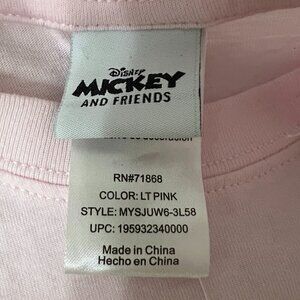 Disney
MICKEY
AND FRIENDS
RN#71868
COLOR: LT PINK
STYLE: MYSJUW6-3L58
UPC: 195932340000
Made in China
Hecho en China